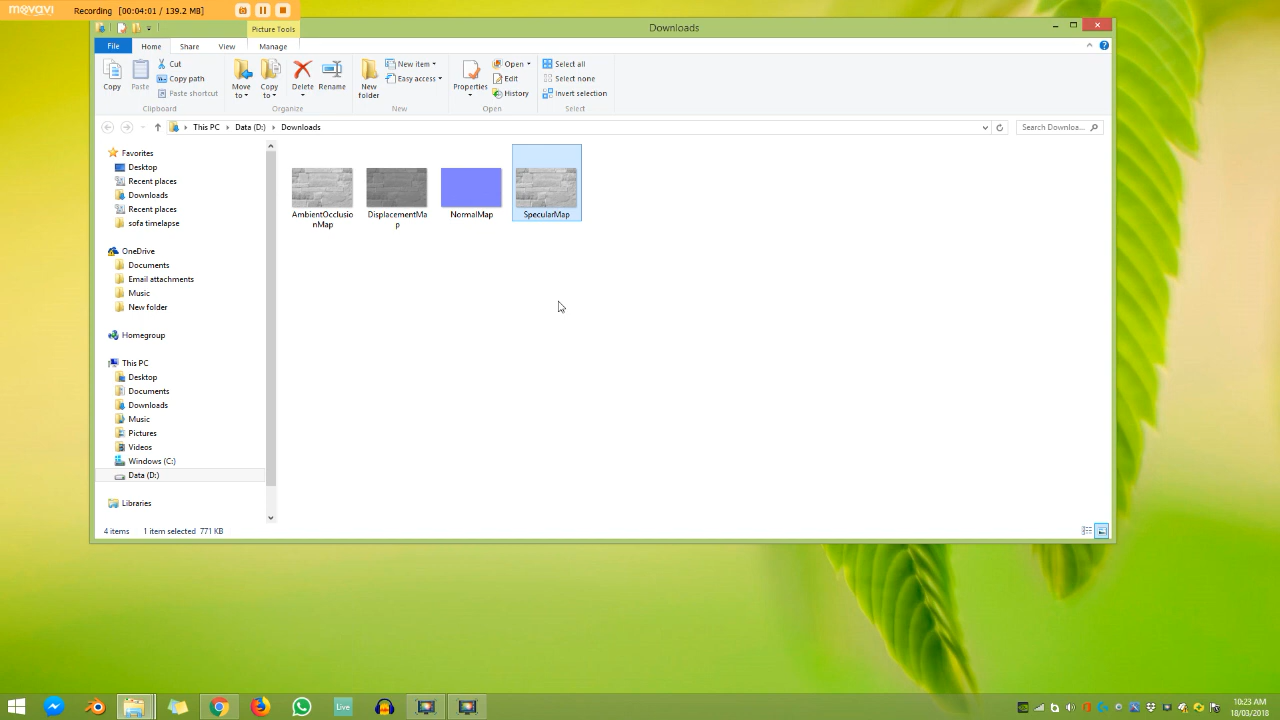 movavi
Recording [00:04:01 / 139.2 MB]
Downloads
Picture Tools
File
Home
Share
View
Manage
Copy
Paste
Cut
Copy path
Paste shortcut
Clipboard
Move to
Copy to
Delete
Rename
Organize
New folder
New item
Easy access
New
Properties
Open
Edit
History
Open
Select all
Select none
Invert selection
Select
This PC
Data (D:)
Downloads
Search Downloa...
Favorites
Desktop
Recent places
Downloads
Recent places
sofa timelapse
OneDrive
Documents
Email attachments
Music
New folder
Homegroup
This PC
Desktop
Documents
Downloads
Music
Pictures
Videos
Windows (C:)
Data (D:)
Libraries
AmbientOcclusio
nMap
DisplacementMa
p
NormalMap
SpecularMap
4 items
1 item selected 771 KB
Live
10:23 AM
18/03/2018